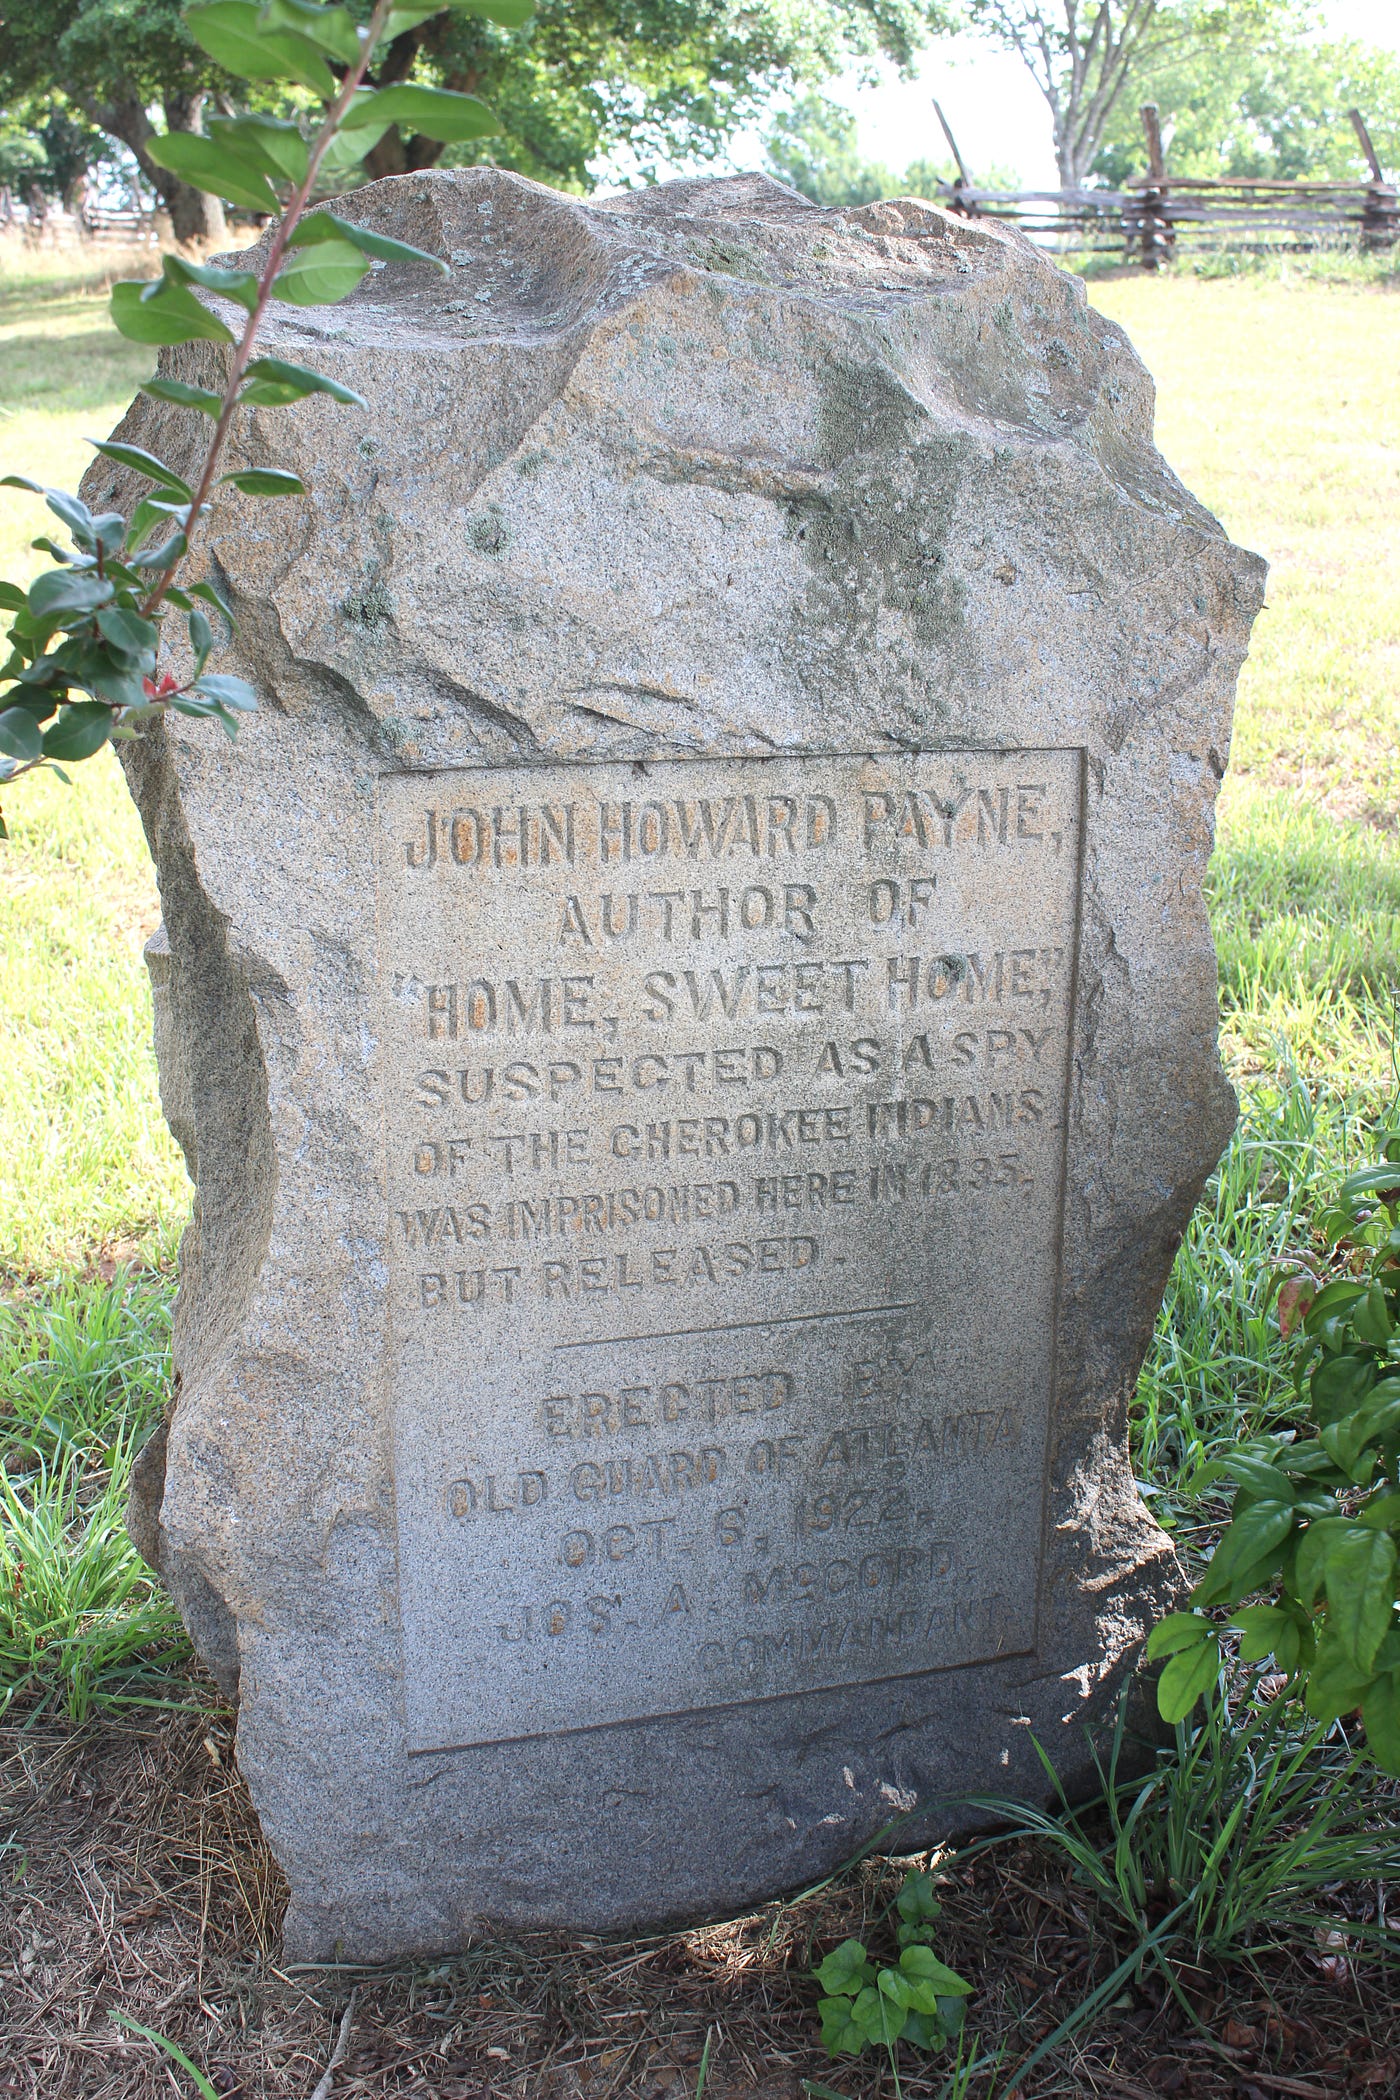 JOHN HOWARD PAYNE,
AUTHOR OF
"HOME, SWEET HOME,"
SUSPECTED AS A SPY
OF THE CHEROKEE INDIANS
WAS IMPRISONED HERE IN 1835,
BUT RELEASED.
ERECTED BY
OLD GUARD OF ATLANTA
OCT. 6, 1922.
JOS. A. McCORD,
COMMANDANT.